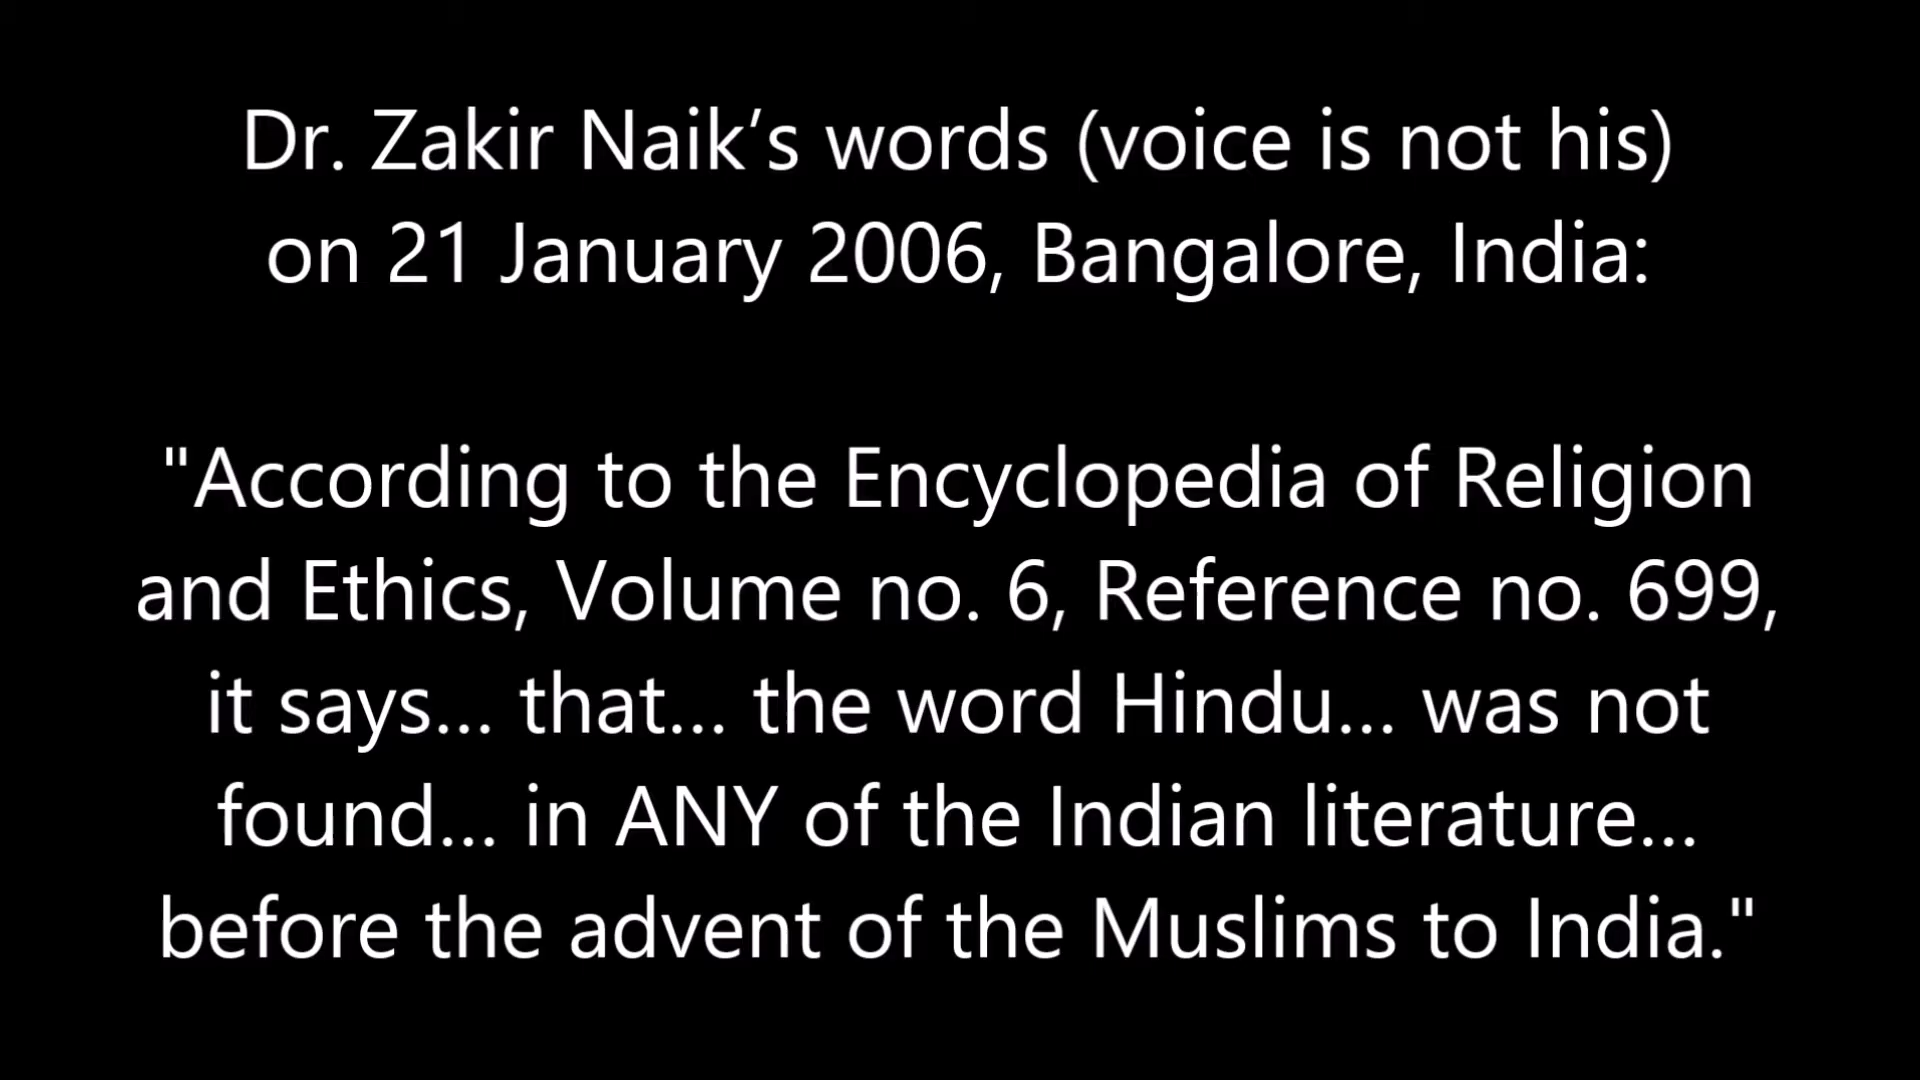 Dr. Zakir Naik’s words (voice is not his)
on 21 January 2006, Bangalore, India:
"According to the Encyclopedia of Religion
and Ethics, Volume no. 6, Reference no. 699,
it says... that... the word Hindu... was not
found... in ANY of the Indian literature...
before the advent of the Muslims to India."